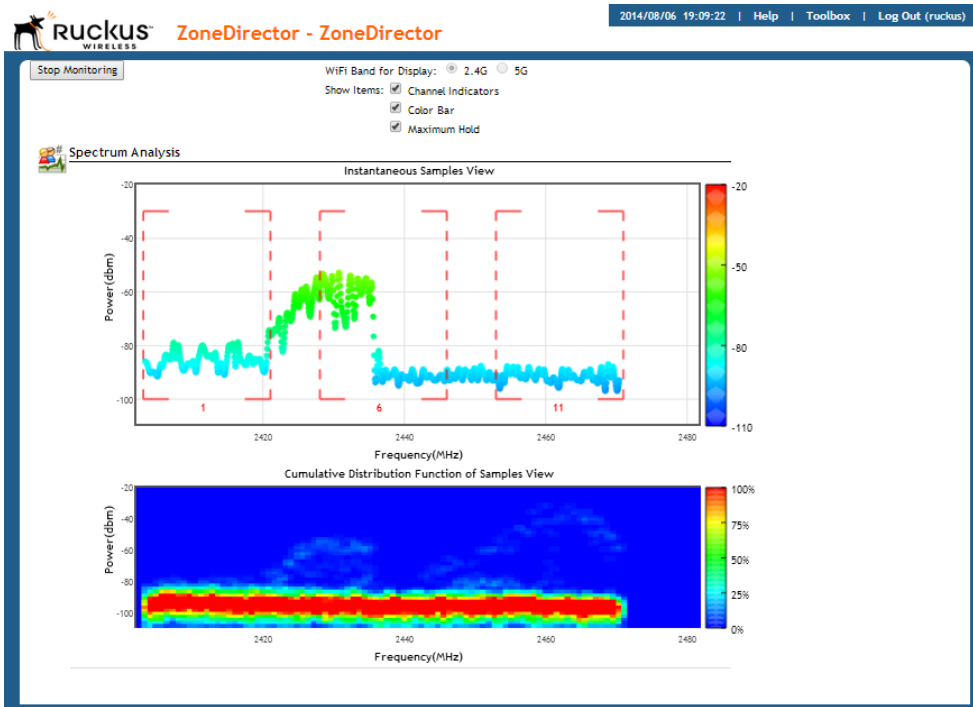 2014/08/06 19:09:22 | Help | Toolbox | Log Out (ruckus)
Ruckus WIRELESS
ZoneDirector - ZoneDirector
Stop Monitoring
WiFi Band for Display: 2.4G 5G
Show Items: Channel Indicators
Color Bar
Maximum Hold
Spectrum Analysis
Instantaneous Samples View
Power(dbm)
-20
-40
-60
-80
-100
1
6
11
2420
2440
2460
2480
Frequency(MHz)
-20
-50
-80
-110
Cumulative Distribution Function of Samples View
Power(dbm)
-20
-40
-60
-80
-100
2420
2440
2460
2480
Frequency(MHz)
100%
75%
50%
25%
0%